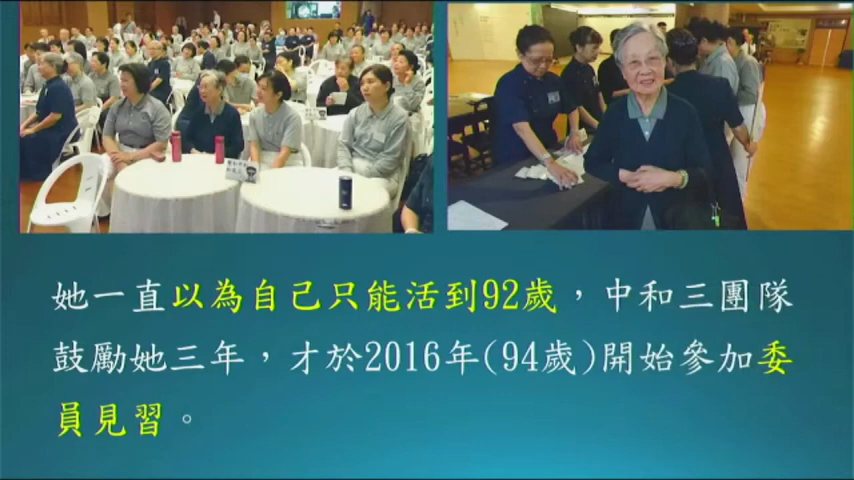 她一直以為自己只能活到92歲，中和三團隊
鼓勵她三年，才於2016年(94歲)開始參加委
員見習。